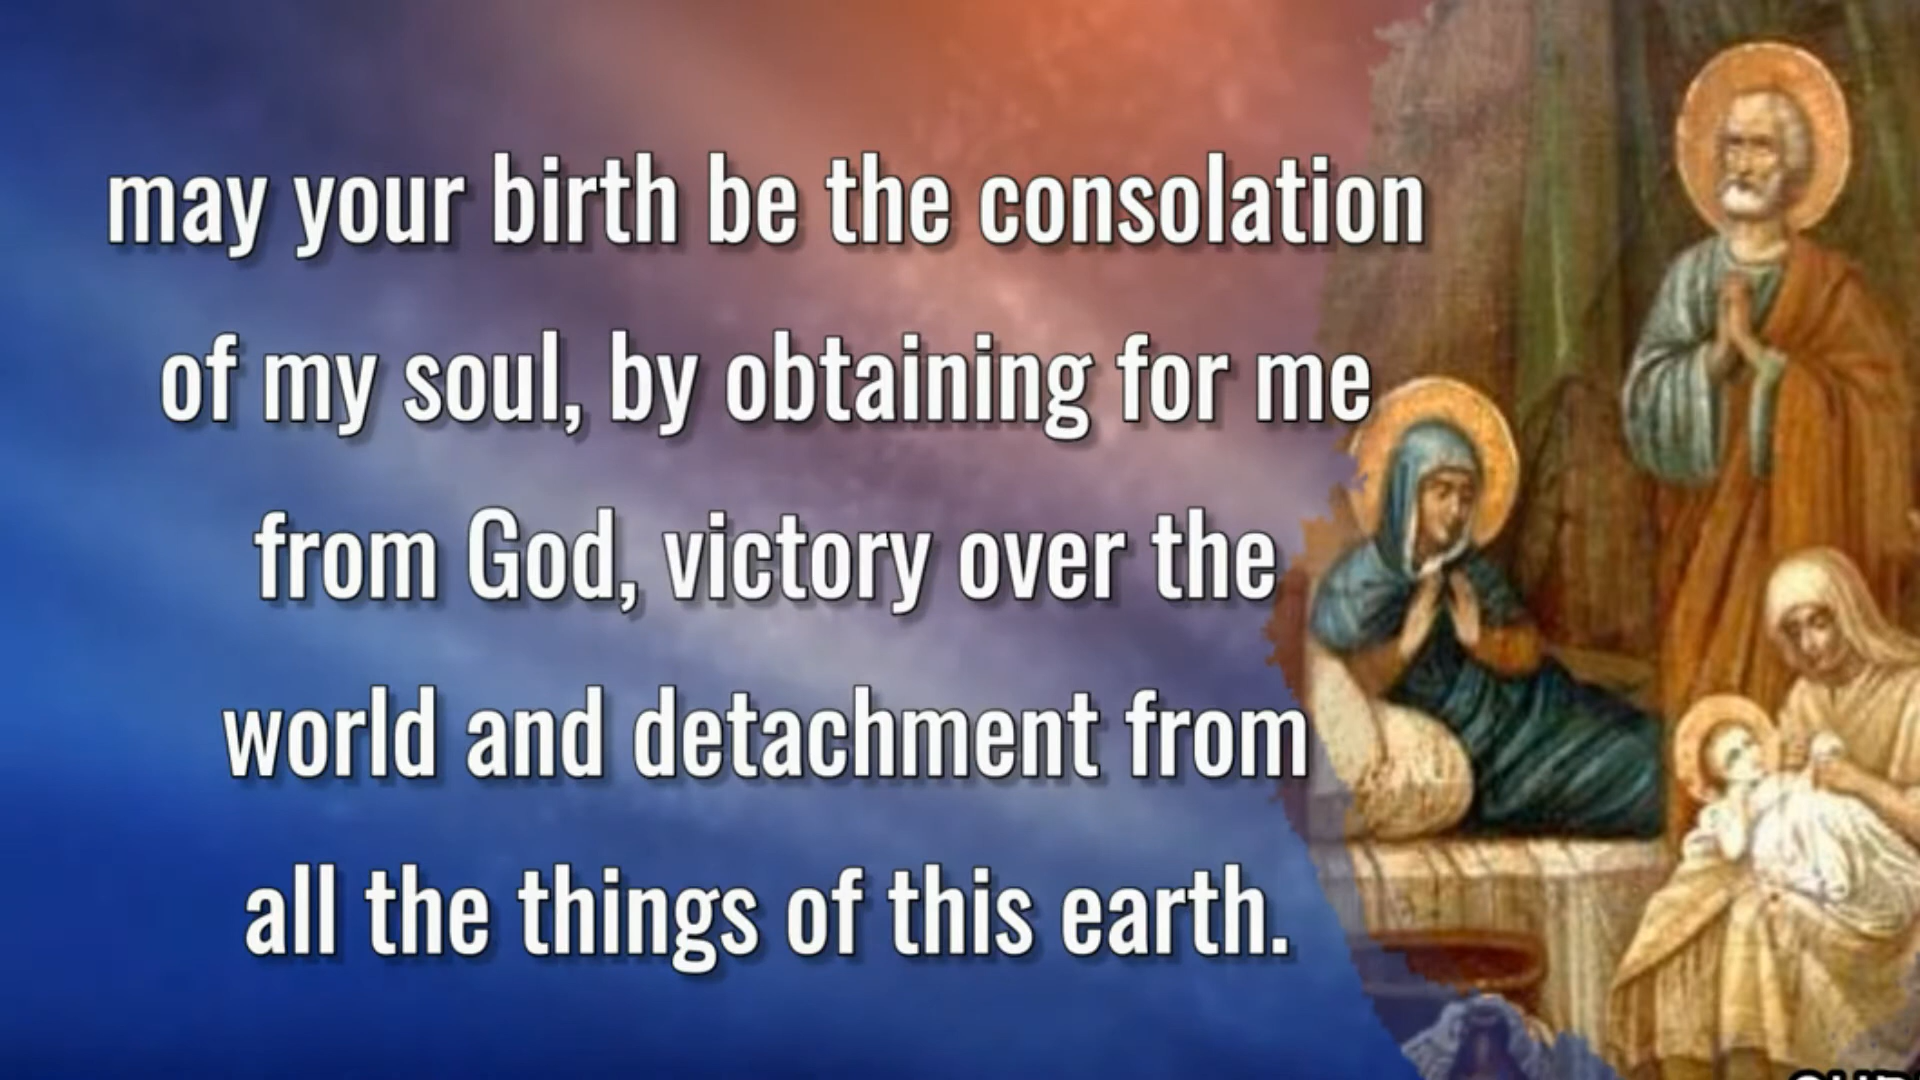 may your birth be the consolation
of my soul, by obtaining for me
from God, victory over the
world and detachment from
all the things of this earth.